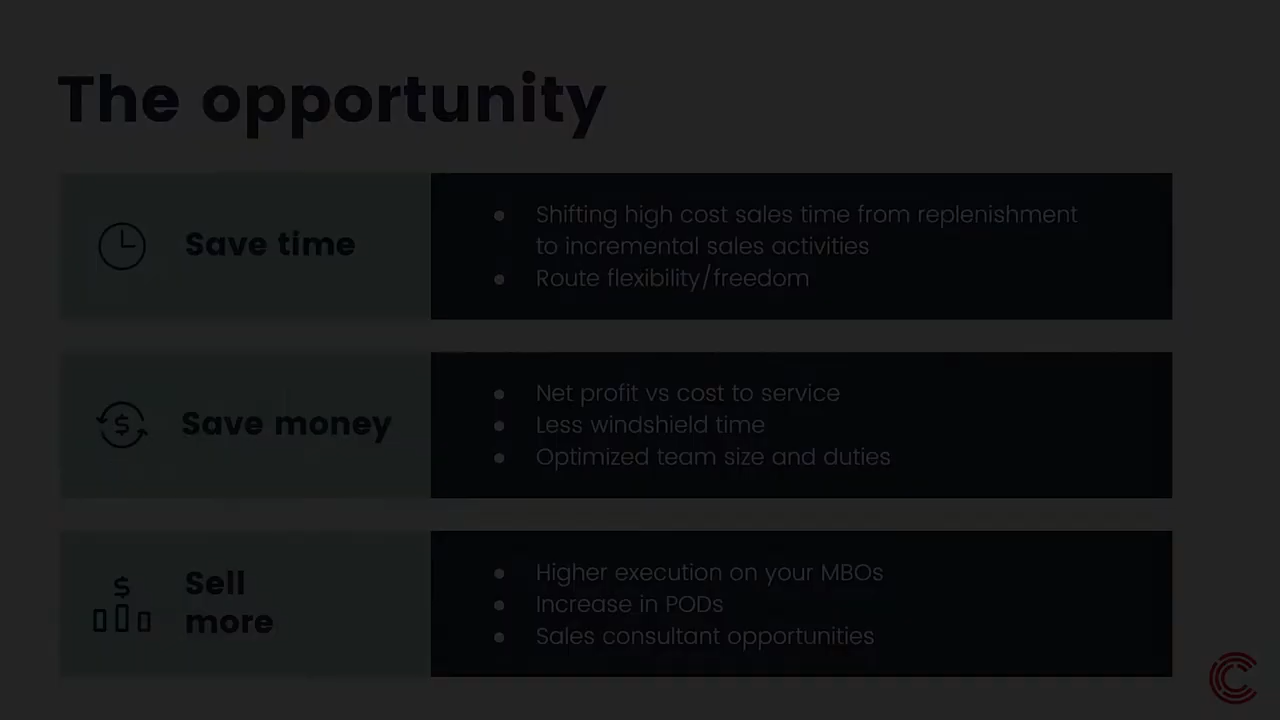 The opportunity
Save time
• Shifting high cost sales time from replenishment
to incremental sales activities
• Route flexibility/freedom
Save money
• Net profit vs cost to service
• Less windshield time
• Optimized team size and duties
Sell
more
• Higher execution on your MBOs
• Increase in PODs
• Sales consultant opportunities